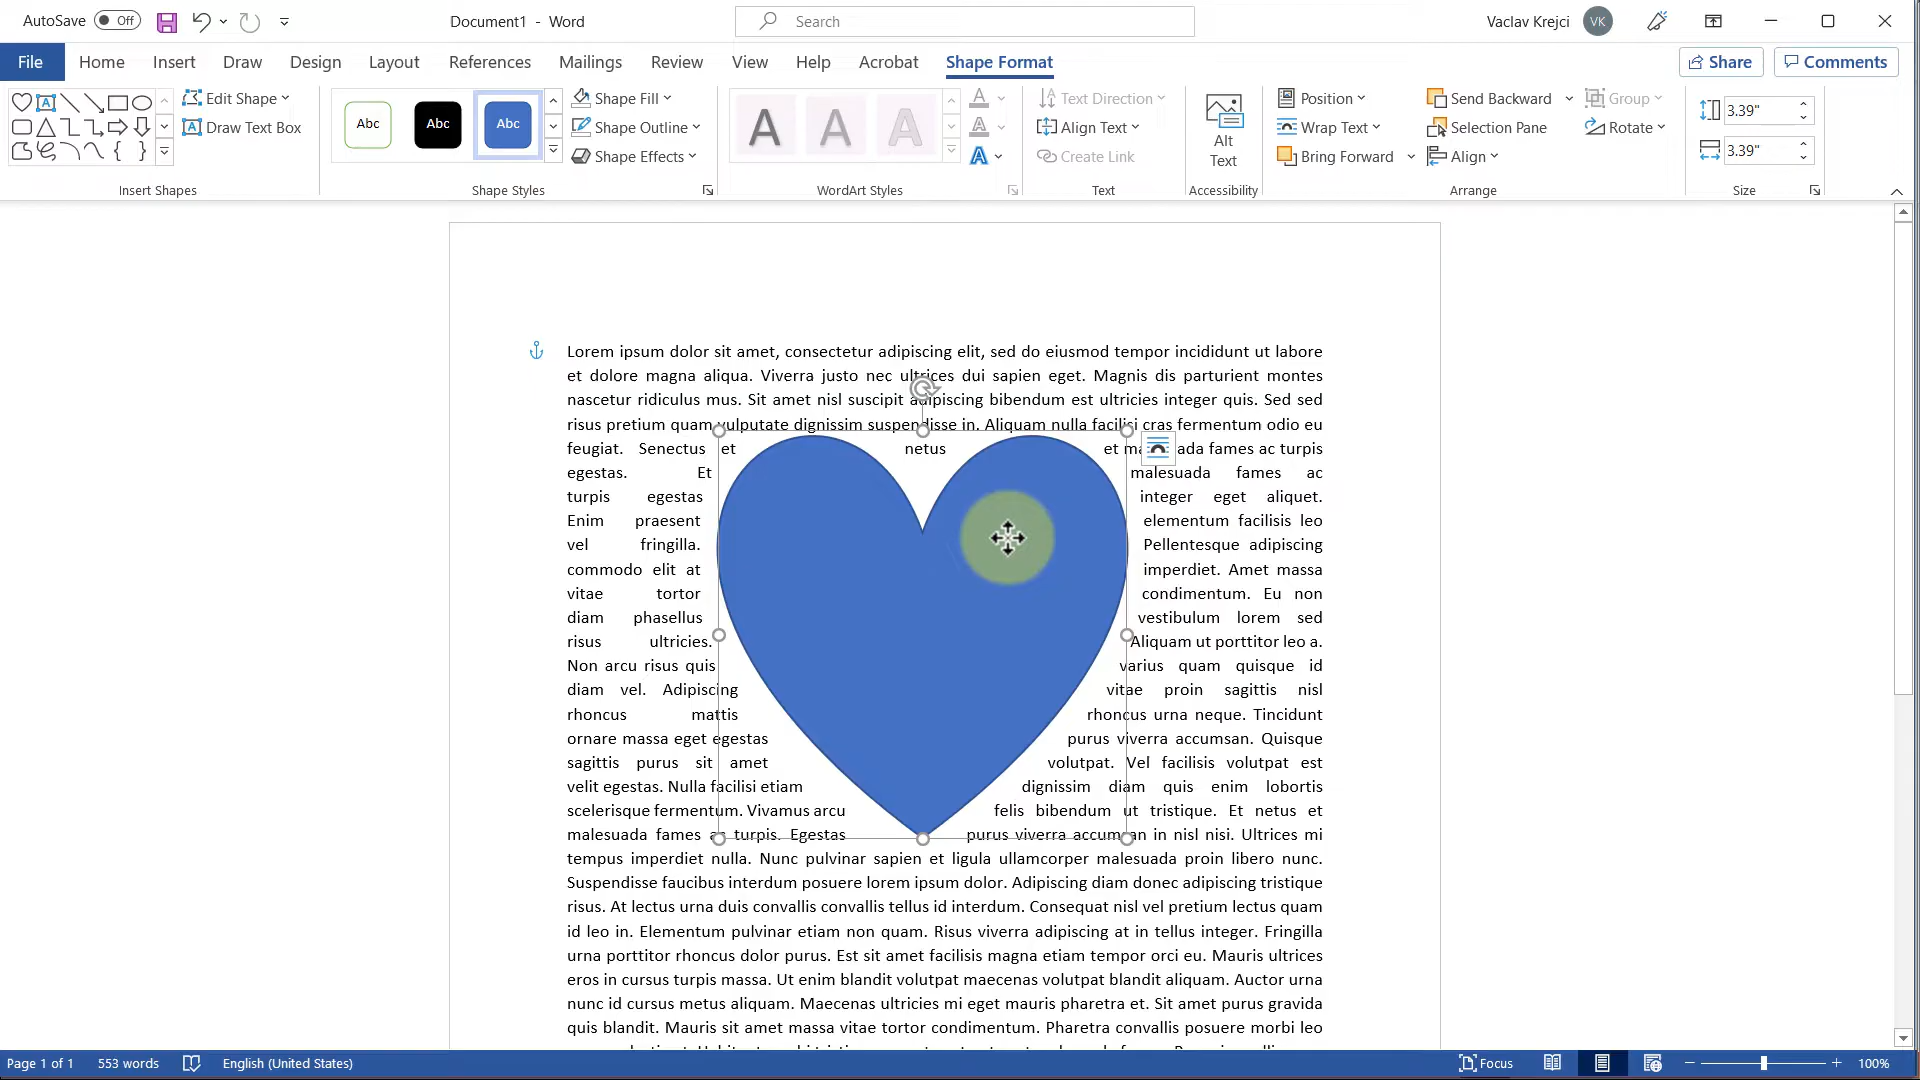 AutoSave Off Document1 - Word Search Vaclav Krejci VK
File Home Insert Draw Design Layout References Mailings Review View Help Acrobat Shape Format Share Comments
Edit Shape
Draw Text Box
Insert Shapes
Abc Abc Abc
Shape Fill
Shape Outline
Shape Effects
Shape Styles
A A A
WordArt Styles
Text Direction
Align Text
Create Link
Text
Alt
Text
Accessibility
Position
Wrap Text
Bring Forward
Send Backward
Selection Pane
Align
Group
Rotate
Arrange
3.39"
3.39"
Size
Lorem ipsum dolor sit amet, consectetur adipiscing elit, sed do eiusmod tempor incididunt ut labore
et dolore magna aliqua. Viverra justo nec ultrices dui sapien eget. Magnis dis parturient montes
nascetur ridiculus mus. Sit amet nisl suscipit adipiscing bibendum est ultricies integer quis. Sed sed
risus pretium quam vulputate dignissim suspendisse in. Aliquam nulla facilisi cras fermentum odio eu
feugiat. Senectus et netus et ada fames ac turpis
egestas. Et malesuada fames ac
turpis egestas integer eget aliquet.
Enim praesent elementum facilisis leo
vel fringilla. Pellentesque adipiscing
commodo elit at imperdiet. Amet massa
vitae tortor condimentum. Eu non
diam phasellus vestibulum lorem sed
risus ultricies. Aliquam ut porttitor leo a.
Non arcu risus quis varius quam quisque id
diam vel. Adipiscing vitae proin sagittis nisl
rhoncus mattis rhoncus urna neque. Tincidunt
ornare massa eget egestas purus viverra accumsan. Quisque
sagittis purus sit amet volutpat. Vel facilisis volutpat est
velit egestas. Nulla facilisi etiam dignissim diam quis enim lobortis
scelerisque fermentum. Vivamus arcu felis bibendum ut tristique. Et netus et
malesuada fames ac turpis. Egestas purus viverra accumsan in nisl nisi. Ultrices mi
tempus imperdiet nulla. Nunc pulvinar sapien et ligula ullamcorper malesuada proin libero nunc.
Suspendisse faucibus interdum posuere lorem ipsum dolor. Adipiscing diam donec adipiscing tristique
risus. At lectus urna duis convallis convallis tellus id interdum. Consequat nisl vel pretium lectus quam
id leo in. Elementum pulvinar etiam non quam. Risus viverra adipiscing at in tellus integer. Fringilla
urna porttitor rhoncus dolor purus. Est sit amet facilisis magna etiam tempor orci eu. Mauris ultrices
eros in cursus turpis massa. Ut enim blandit volutpat maecenas volutpat blandit aliquam. Auctor urna
nunc id cursus metus aliquam. Maecenas ultricies mi eget mauris pharetra et. Sit amet purus gravida
quis blandit. Mauris sit amet massa vitae tortor condimentum. Pharetra convallis posuere morbi leo
Page 1 of 1 553 words English (United States) Focus 100%